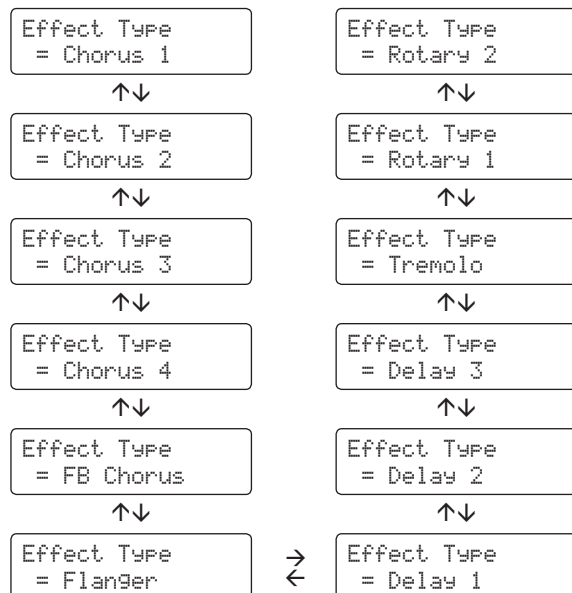 Effect Type
= Chorus 1
↑↓
Effect Type
= Chorus 2
↑↓
Effect Type
= Chorus 3
↑↓
Effect Type
= Chorus 4
↑↓
Effect Type
= FB Chorus
↑↓
Effect Type
= Flanger
→
←
Effect Type
= Rotary 2
↑↓
Effect Type
= Rotary 1
↑↓
Effect Type
= Tremolo
↑↓
Effect Type
= Delay 3
↑↓
Effect Type
= Delay 2
↑↓
Effect Type
= Delay 1